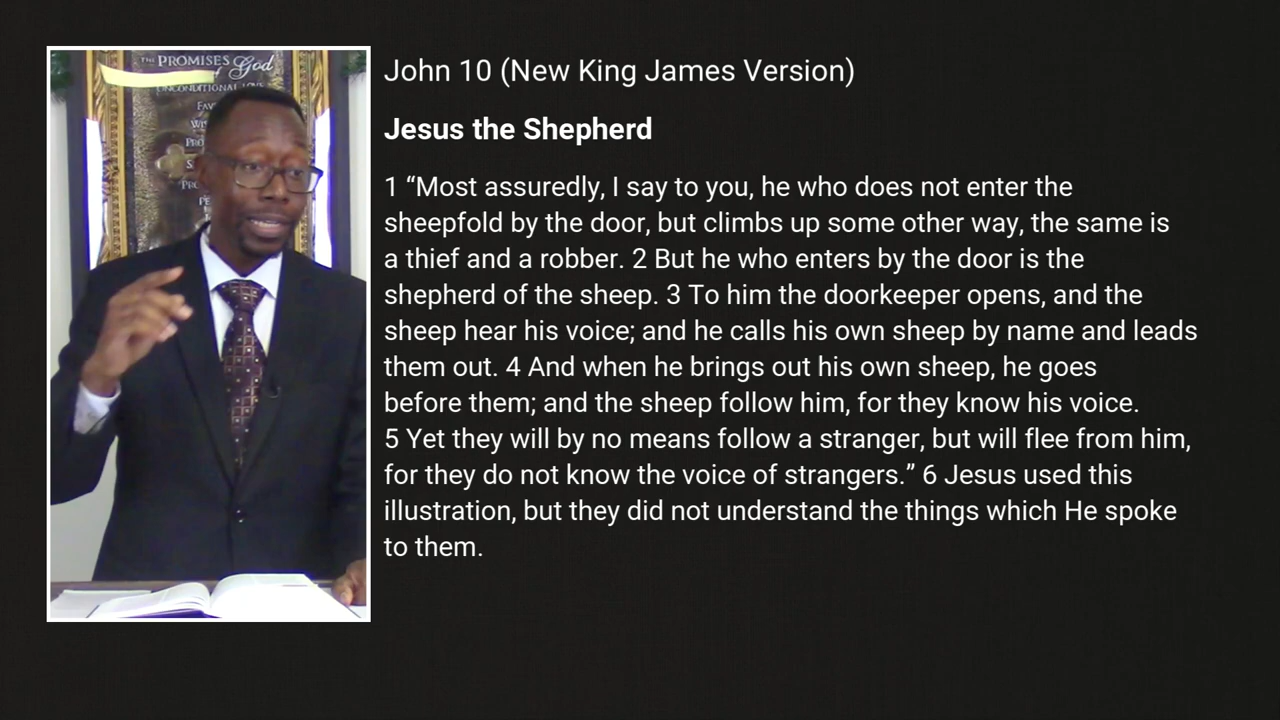 THE PROMISES
of God
UNCONDITIONAL LOVE
John 10 (New King James Version)
Jesus the Shepherd
1 “Most assuredly, I say to you, he who does not enter the
sheepfold by the door, but climbs up some other way, the same is
a thief and a robber. 2 But he who enters by the door is the
shepherd of the sheep. 3 To him the doorkeeper opens, and the
sheep hear his voice; and he calls his own sheep by name and leads
them out. 4 And when he brings out his own sheep, he goes
before them; and the sheep follow him, for they know his voice.
5 Yet they will by no means follow a stranger, but will flee from him,
for they do not know the voice of strangers.” 6 Jesus used this
illustration, but they did not understand the things which He spoke
to them.